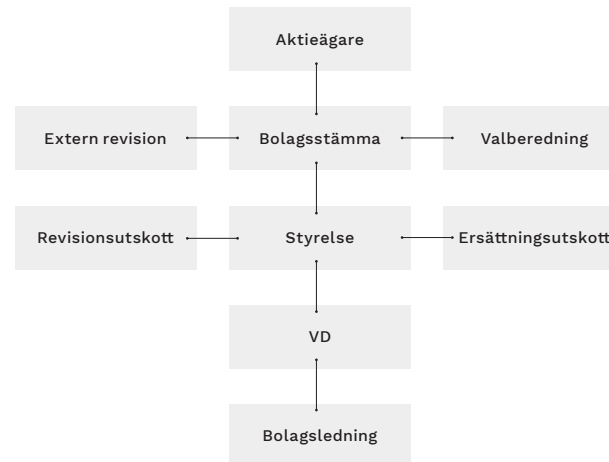 Aktieägare
Extern revision
Bolagsstämma
Valberedning
Revisionsutskott
Styrelse
Ersättningsutskott
VD
Bolagsledning